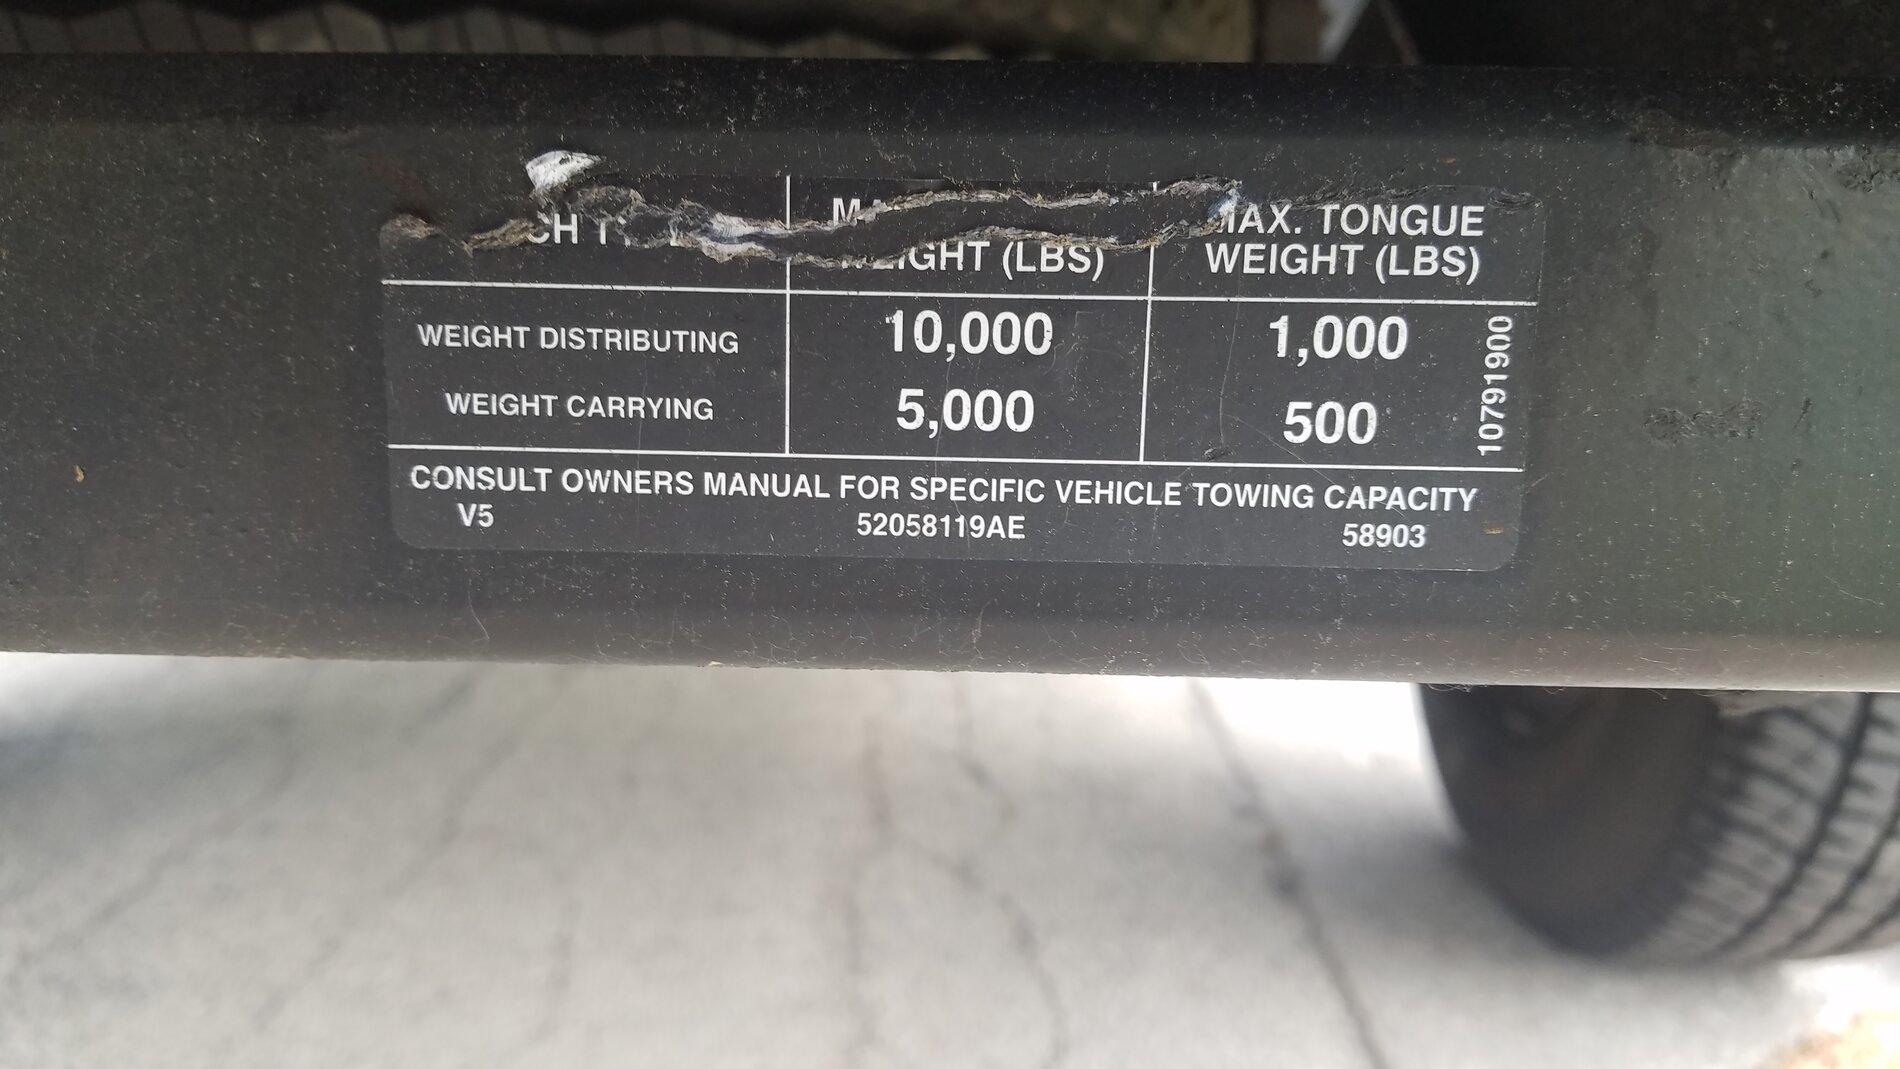 WEIGHT (LBS)
MAX. TONGUE
WEIGHT (LBS)
WEIGHT DISTRIBUTING 10,000 1,000
WEIGHT CARRYING 5,000 500
10791900
CONSULT OWNERS MANUAL FOR SPECIFIC VEHICLE TOWING CAPACITY
V5 52058119AE 58903